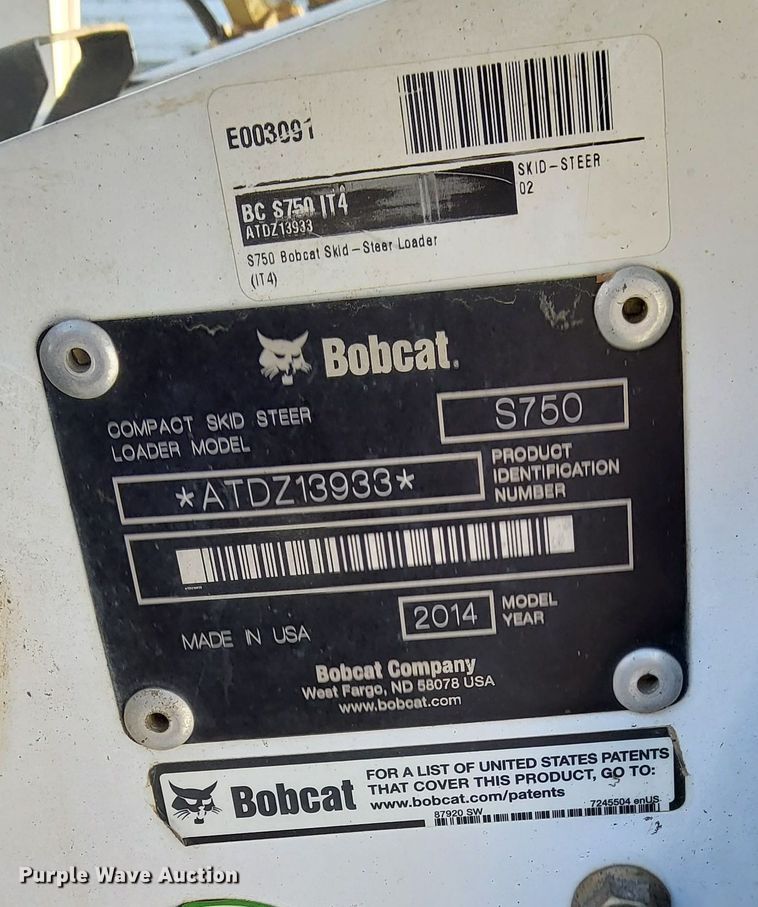 E003091
SKID-STEER
02
BC S750 IT4
ATDZ13933
S750 Bobcat Skid-Steer Loader
(IT4)
Bobcat.
COMPACT SKID STEER
LOADER MODEL
S750
*ATDZ13933*
PRODUCT
IDENTIFICATION
NUMBER
MADE IN USA
2014
MODEL
YEAR
Bobcat Company
West Fargo, ND 58078 USA
www.bobcat.com
Bobcat
FOR A LIST OF UNITED STATES PATENTS
THAT COVER THIS PRODUCT, GO TO:
www.bobcat.com/patents
87920 SW
7245504 enUS
Purple Wave Auction